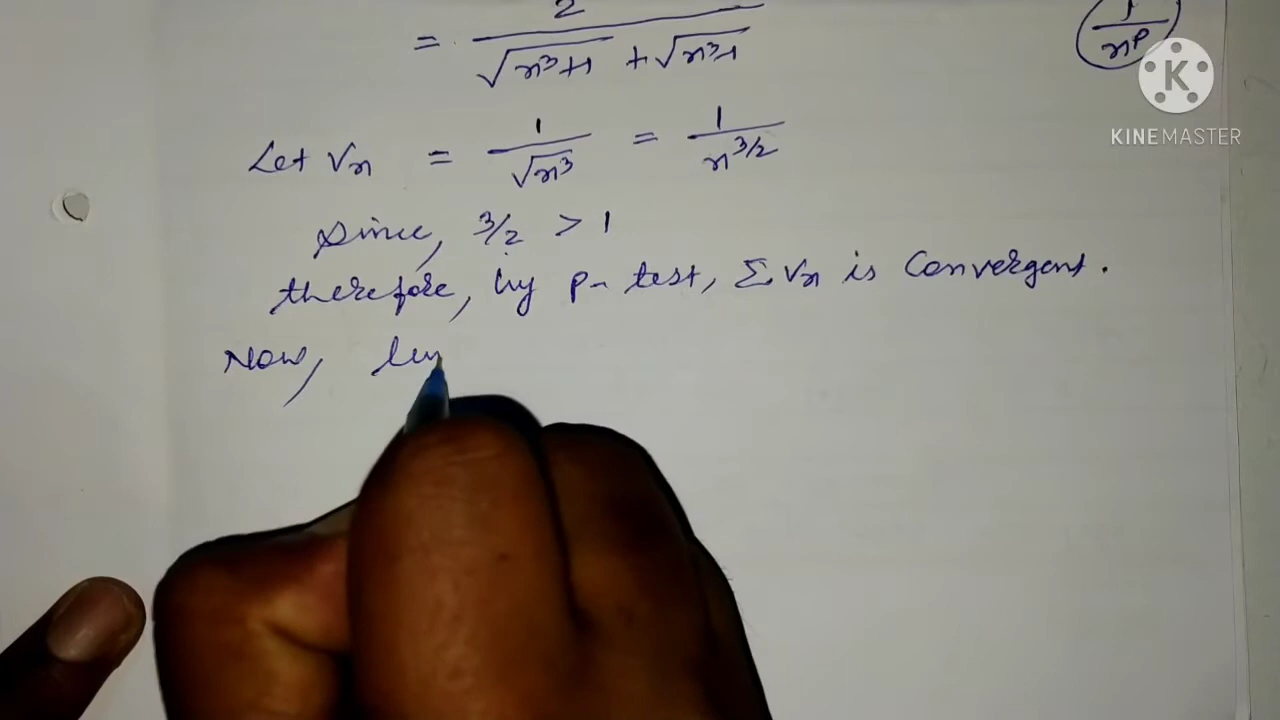 = 2 / √n³+1 + √n³-1
1/nᵖ
KINEMASTER
Let Vn = 1/√n³ = 1/n^3/2
Since, 3/2 > 1
therefore, by p- test, Σ Vn is Convergent.
Now,